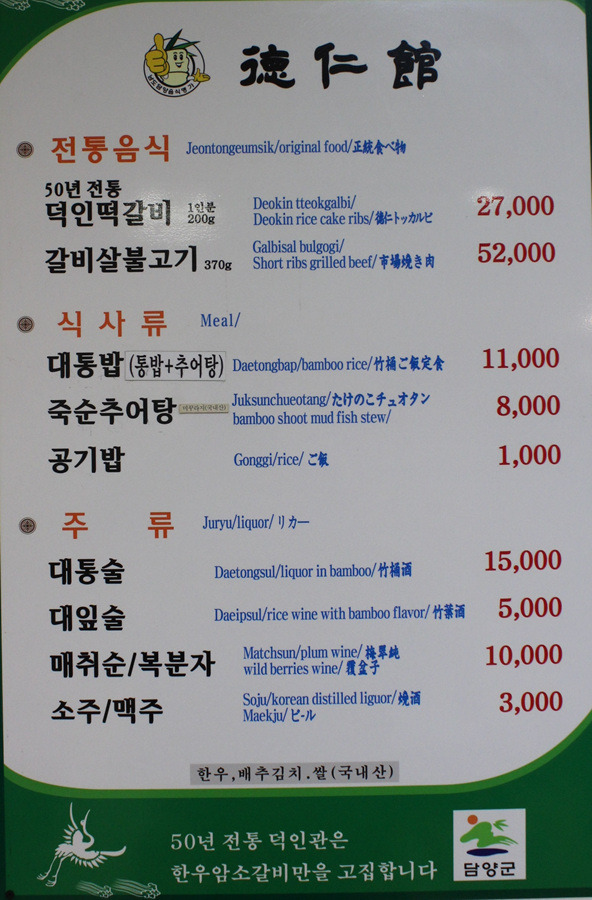 남도담양음식명가
德仁館
전통음식 Jeontongeumsik/original food/正統食べ物
50년 전통
덕인떡갈비 1인분 200g Deokin tteokgalbi/ 27,000
Deokin rice cake ribs/徳仁トッカルビ
갈비살불고기 370g Galbisal bulgogi/ 52,000
Short ribs grilled beef/市場焼き肉
식사류 Meal/
대통밥 (통밥+추어탕) Daetongbap/bamboo rice/竹桶ご飯定食 11,000
죽순추어탕 Juksunchueotang/たけのこチュオタン 8,000
bamboo shoot mud fish stew/
공기밥 Gonggi/rice/ ご飯 1,000
주 류 Juryu/liquor/ リカー
대통술 Daetongsul/liquor in bamboo/竹桶酒 15,000
대잎술 Daeipsul/rice wine with bamboo flavor/竹葉酒 5,000
매취순/복분자 Matchsun/plum wine/梅翠純 10,000
wild berries wine/覆盆子
소주/맥주 Soju/korean distilled liguor/焼酒 3,000
Maekju/ビール
한우,배추김치.쌀(국내산)
50년 전통 덕인관은
한우암소갈비만을 고집합니다
담양군